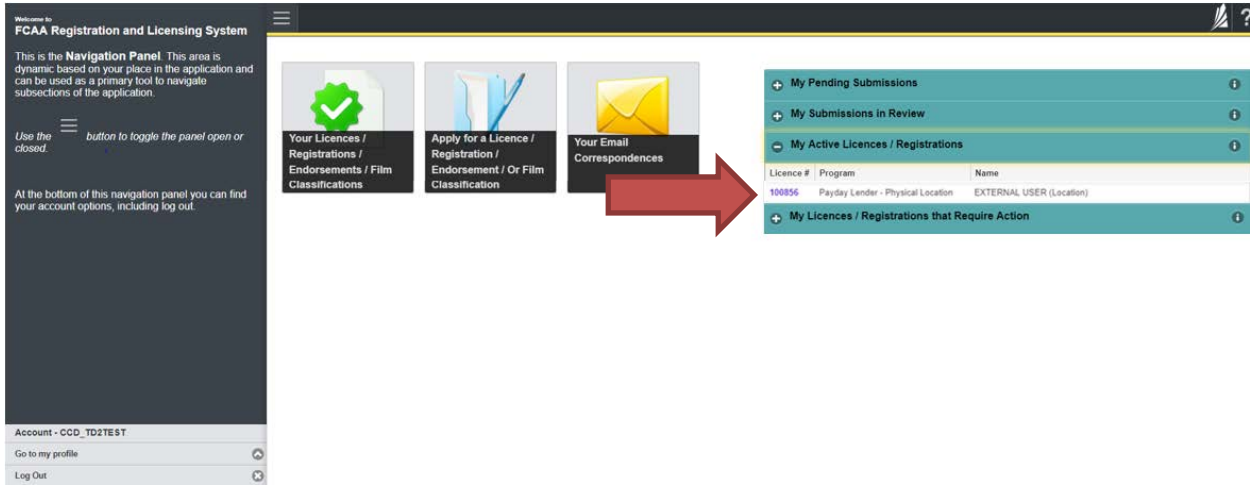 Welcome to
FCAA Registration and Licensing System
This is the Navigation Panel. This area is
dynamic based on your place in the application and
can be used as a primary tool to navigate
subsections of the application.
Use the button to toggle the panel open or
closed.
At the bottom of this navigation panel you can find
your account options, including log out.
Account - CCD_TD2TEST
Go to my profile
Log Out
?
Your Licences /
Registrations /
Endorsements / Film
Classifications
Apply for a Licence /
Registration /
Endorsement / Or Film
Classification
Your Email
Correspondences
My Pending Submissions
My Submissions in Review
My Active Licences / Registrations
Licence # Program Name
100856 Payday Lender - Physical Location EXTERNAL USER (Location)
My Licences / Registrations that Require Action